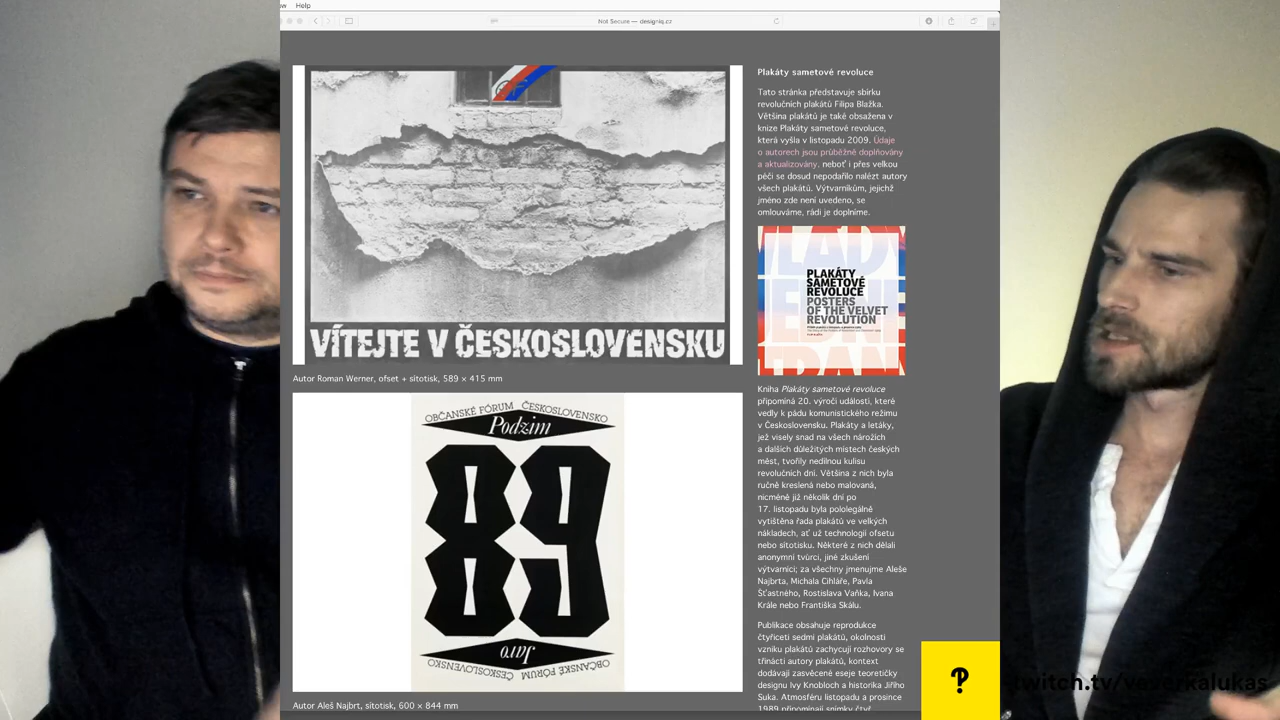 Help
Not Secure — designiq.cz
VÍTEJTE V ČESKOSLOVENSKU
Autor Roman Werner, ofset + sítotisk, 589 × 415 mm
OBČANSKÉ FÓRUM ČESKOSLOVENSKO
Podzim
89
Jaro
OBČANSKÉ FÓRUM ČESKOSLOVENSKO
Autor Aleš Najbrt, sítotisk, 600 × 844 mm
Plakáty sametové revoluce
Tato stránka představuje sbírku
revolučních plakátů Filipa Blažka.
Většina plakátů je také obsažena v
knize Plakáty sametové revoluce,
která vyšla v listopadu 2009. Údaje
o autorech jsou průběžně doplňovány
a aktualizovány, neboť i přes velkou
péči se dosud nepodařilo nalézt autory
všech plakátů. Výtvarníkům, jejichž
jméno zde není uvedeno, se
omlouváme, rádi je doplníme.
PLAKÁTY
SAMETOVÉ
REVOLUCE
POSTERS
OF THE VELVET
REVOLUTION
Kniha Plakáty sametové revoluce
připomíná 20. výročí událostí, které
vedly k pádu komunistického režimu
v Československu. Plakáty a letáky,
jež visely snad na všech nárožích
a dalších důležitých místech českých
měst, tvořily nedílnou kulisu
revolučních dní. Většina z nich byla
ručně kreslená nebo malovaná,
nicméně již několik dní po
17. listopadu byla pololegálně
vytištěna řada plakátů ve velkých
nákladech, ať už technologií ofsetu
nebo sítotisku. Některé z nich dělali
anonymní tvůrci, jiné zkušení
výtvarníci; za všechny jmenujme Aleše
Najbrta, Michala Cihláře, Pavla
Šťastného, Rostislava Vaňka, Ivana
Krále nebo Františka Skálu.
Publikace obsahuje reprodukce
čtyřiceti sedmi plakátů, okolnosti
vzniku plakátů zachycují rozhovory se
třinácti autory plakátů, kontext
dodávají zasvěcené eseje teoretičky
designu Ivy Knobloch a historika Jiřího
Suka. Atmosféru listopadu a prosince
1989 připomínají snímky čtyř
?